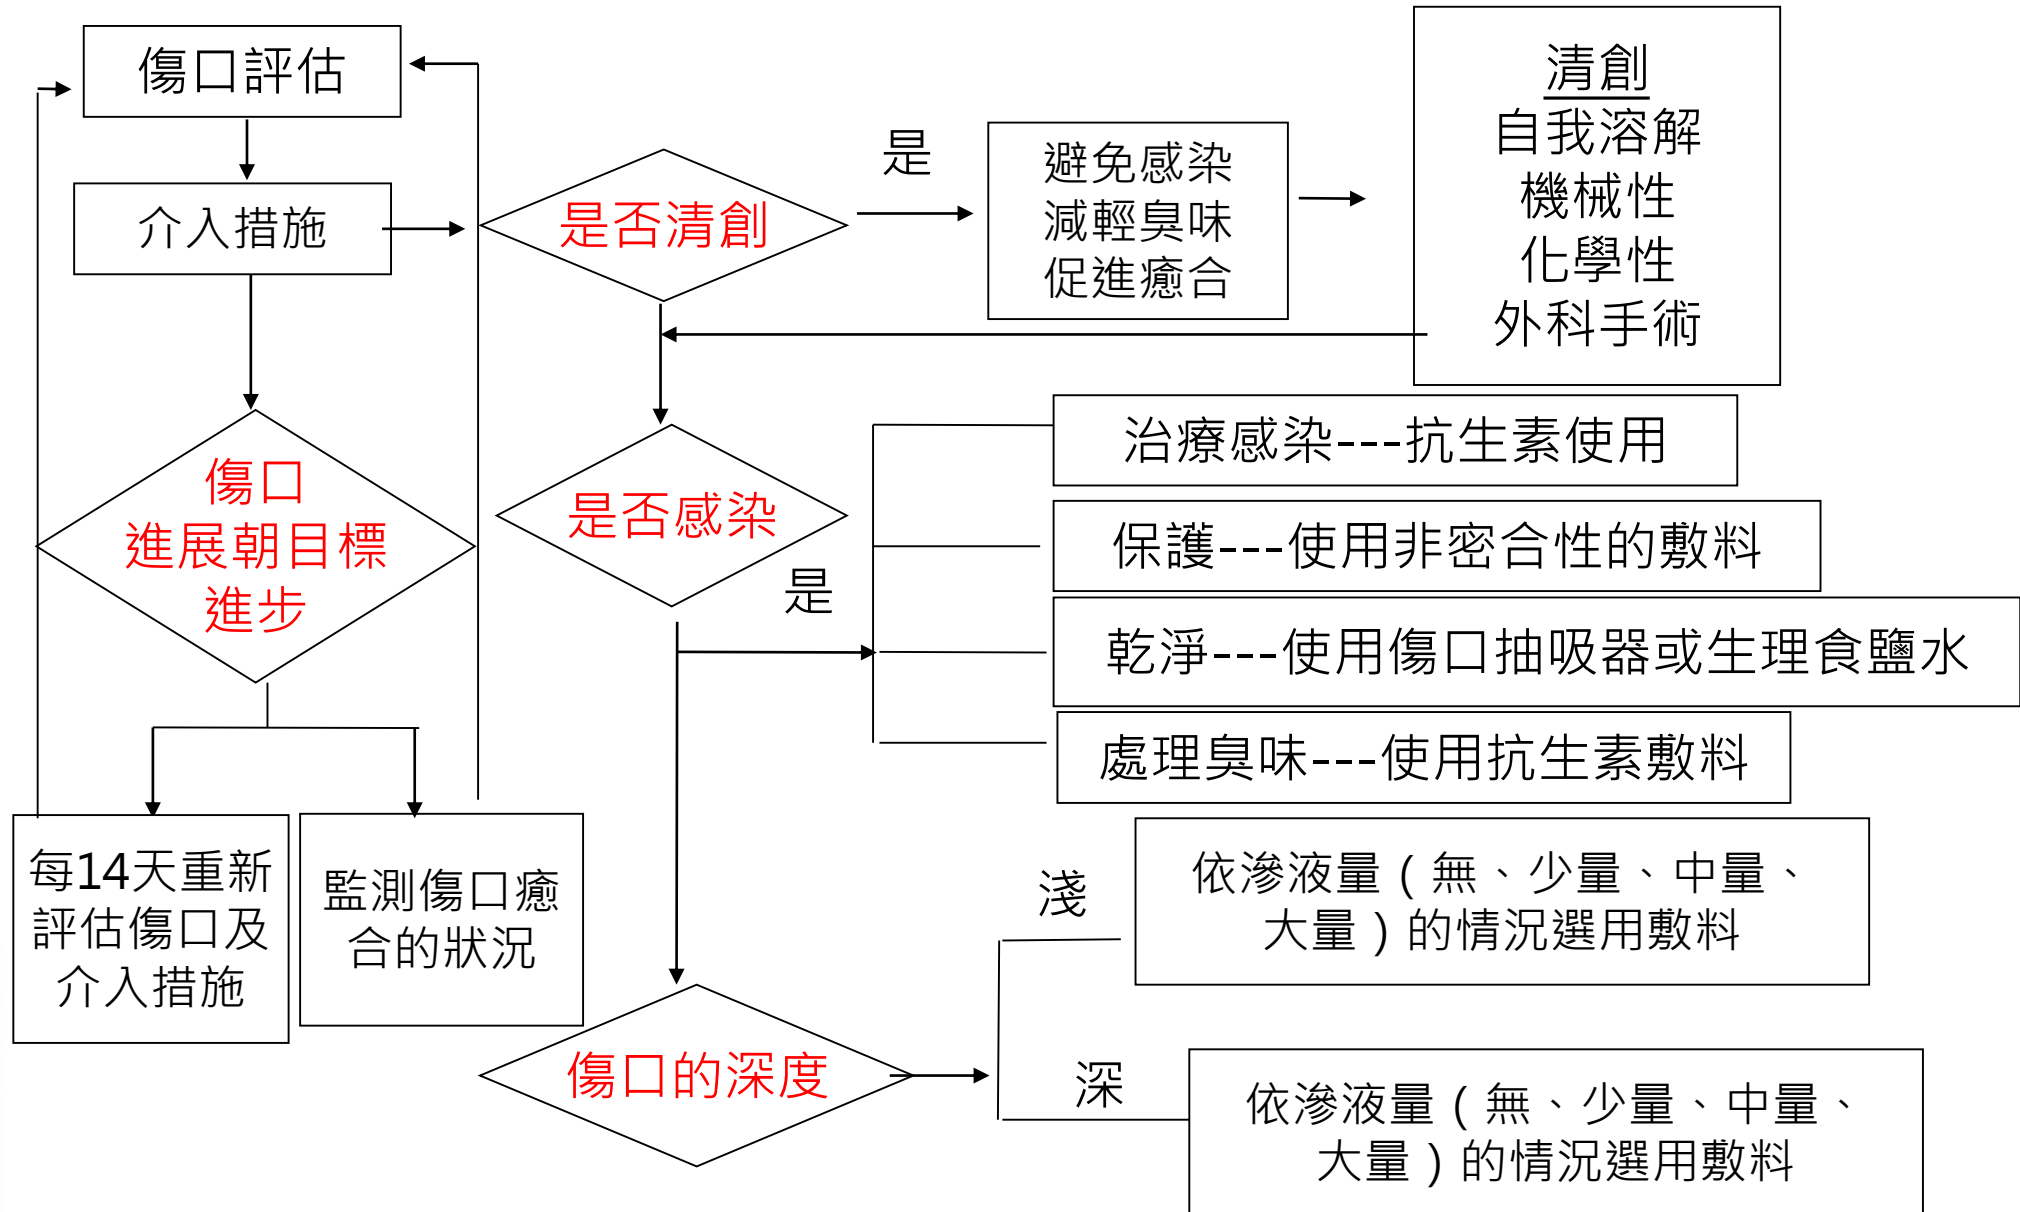 傷口評估
介入措施
傷口
進展朝目標
進步
每14天重新
評估傷口及
介入措施
監測傷口癒
合的狀況
是否清創
是
避免感染
減輕臭味
促進癒合
清創
自我溶解
機械性
化學性
外科手術
是否感染
是
治療感染---抗生素使用
保護---使用非密合性的敷料
乾淨---使用傷口抽吸器或生理食鹽水
處理臭味---使用抗生素敷料
傷口的深度
淺
依滲液量(無、少量、中量、
大量)的情況選用敷料
深
依滲液量(無、少量、中量、
大量)的情況選用敷料